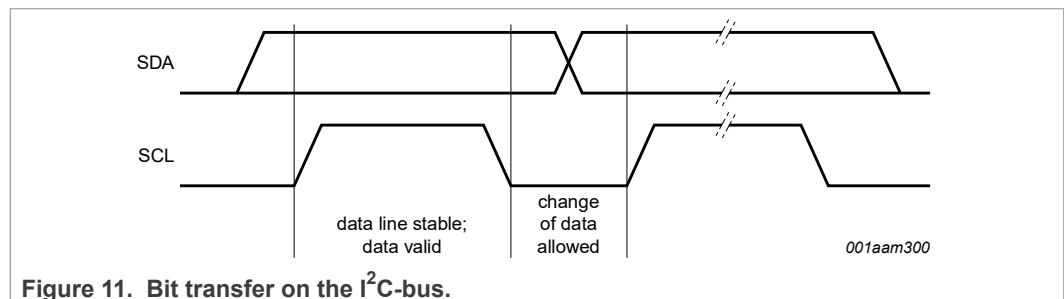 SDA
SCL
data line stable;
data valid
change
of data
allowed
001aam300
Figure 11. Bit transfer on the I²C-bus.